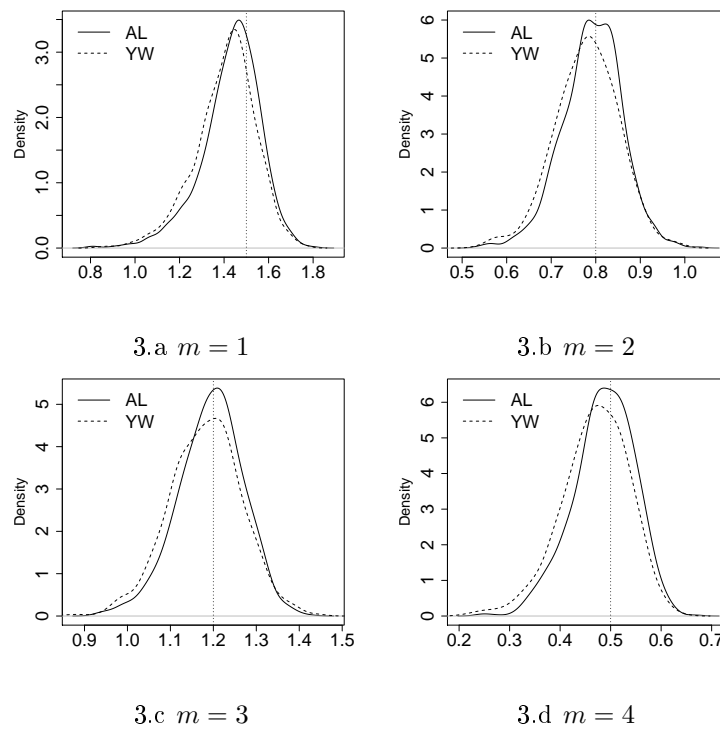 AL
YW
Density
0.0 1.0 2.0 3.0
0.8 1.0 1.2 1.4 1.6 1.8
3.a m = 1
AL
YW
Density
0 1 2 3 4 5 6
0.5 0.6 0.7 0.8 0.9 1.0
3.b m = 2
AL
YW
Density
0 1 2 3 4 5
0.9 1.0 1.1 1.2 1.3 1.4 1.5
3.c m = 3
AL
YW
Density
0 1 2 3 4 5 6
0.2 0.3 0.4 0.5 0.6 0.7
3.d m = 4